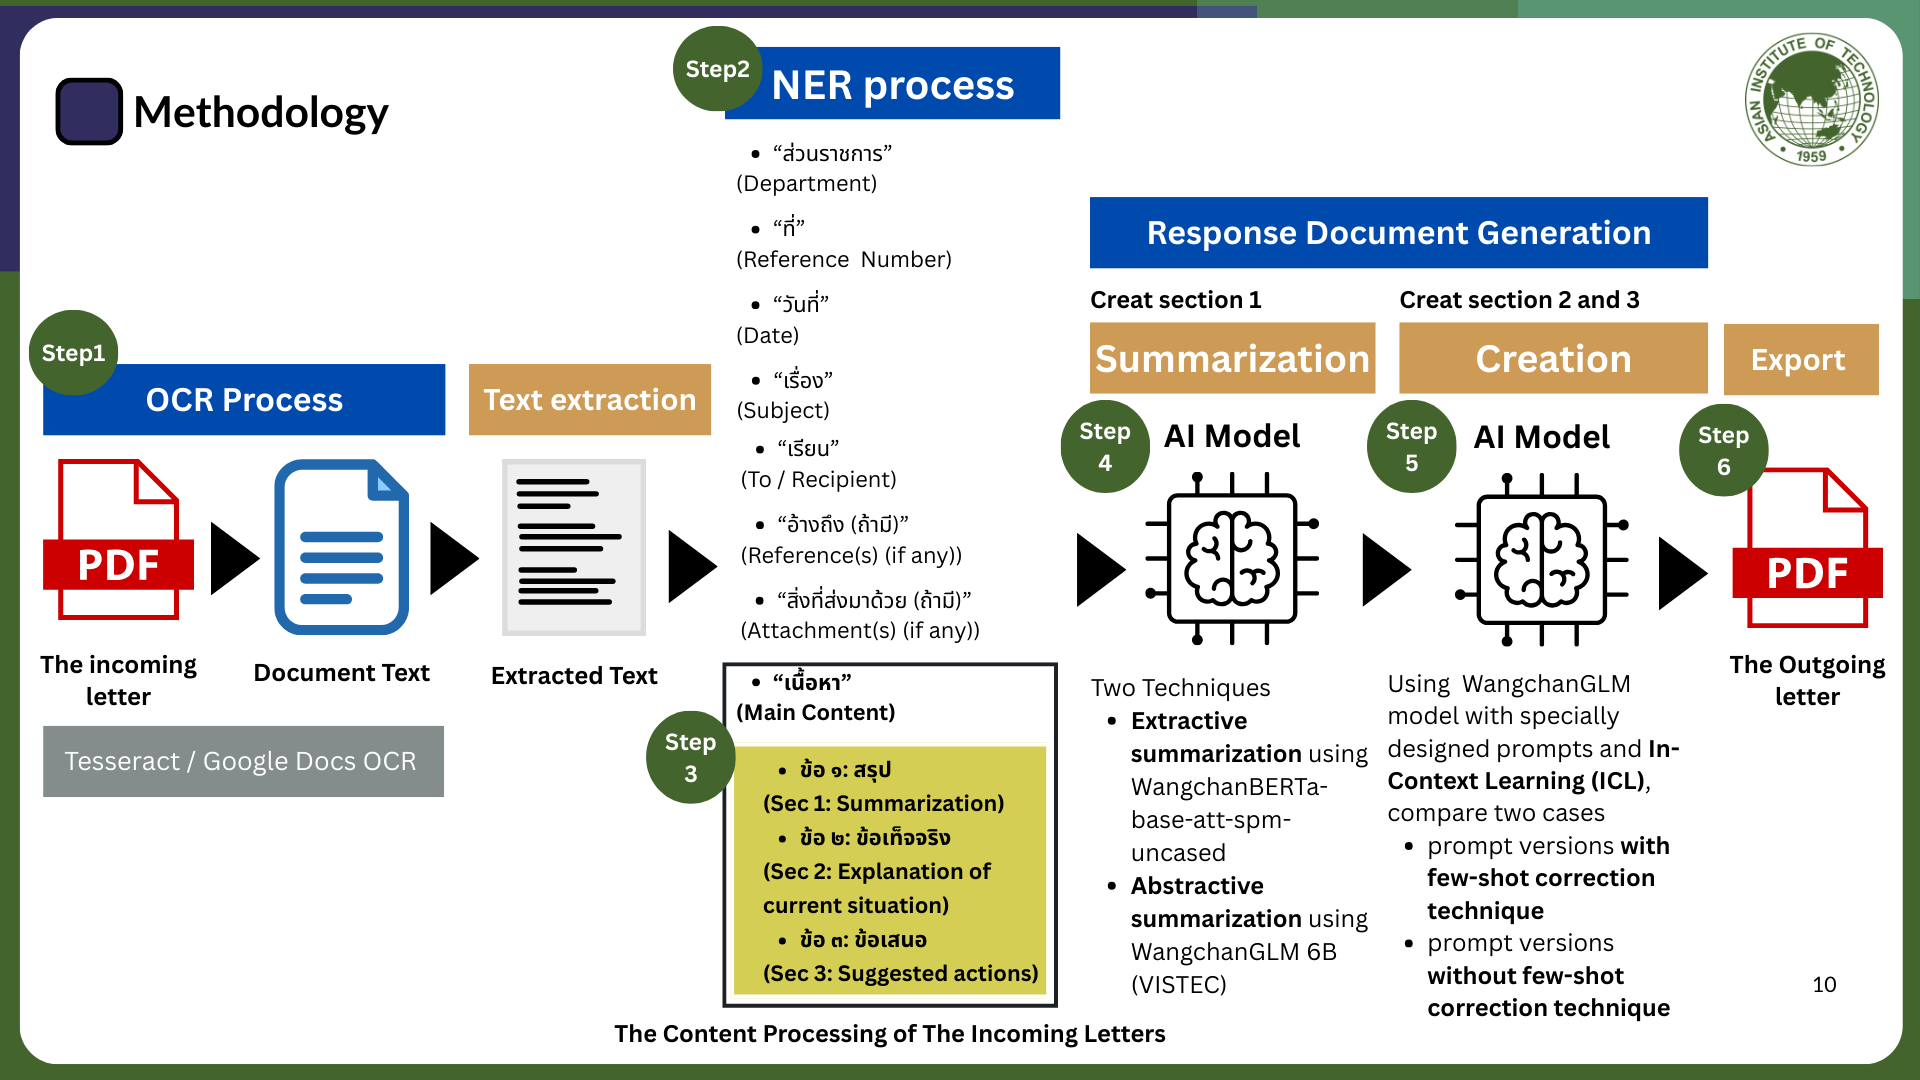 Methodology
ASIAN INSTITUTE OF TECHNOLOGY
• 1959 •
Step1
OCR Process
PDF
The incoming
letter
Document Text
Tesseract / Google Docs OCR
Text extraction
Extracted Text
Step2
NER process
• “ส่วนราชการ”
(Department)
• “ที่”
(Reference Number)
• “วันที่”
(Date)
• “เรื่อง”
(Subject)
• “เรียน”
(To / Recipient)
• “อ้างถึง (ถ้ามี)”
(Reference(s) (if any))
• “สิ่งที่ส่งมาด้วย (ถ้ามี)”
(Attachment(s) (if any))
• “เนื้อหา”
(Main Content)
Step
3
• ข้อ ๑: สรุป
(Sec 1: Summarization)
• ข้อ ๒: ข้อเท็จจริง
(Sec 2: Explanation of
current situation)
• ข้อ ๓: ข้อเสนอ
(Sec 3: Suggested actions)
The Content Processing of The Incoming Letters
Response Document Generation
Creat section 1
Summarization
Step
4
AI Model
Two Techniques
• Extractive
summarization using
WangchanBERTa-
base-att-spm-
uncased
• Abstractive
summarization using
WangchanGLM 6B
(VISTEC)
Creat section 2 and 3
Creation
Step
5
AI Model
Using WangchanGLM
model with specially
designed prompts and In-
Context Learning (ICL),
compare two cases
• prompt versions with
few-shot correction
technique
• prompt versions
without few-shot
correction technique
Export
Step
6
PDF
The Outgoing
letter
10